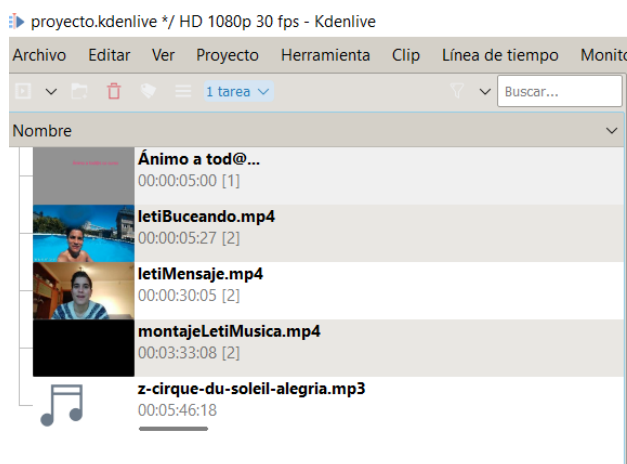 proyecto.kdenlive */ HD 1080p 30 fps - Kdenlive
Archivo Editar Ver Proyecto Herramienta Clip Línea de tiempo Monito
1 tarea Buscar...
Nombre
Ánimo a tod@...
00:00:05:00 [1]
letiBuceando.mp4
00:00:05:27 [2]
letiMensaje.mp4
00:00:30:05 [2]
montajeLetiMusica.mp4
00:03:33:08 [2]
z-cirque-du-soleil-alegria.mp3
00:05:46:18